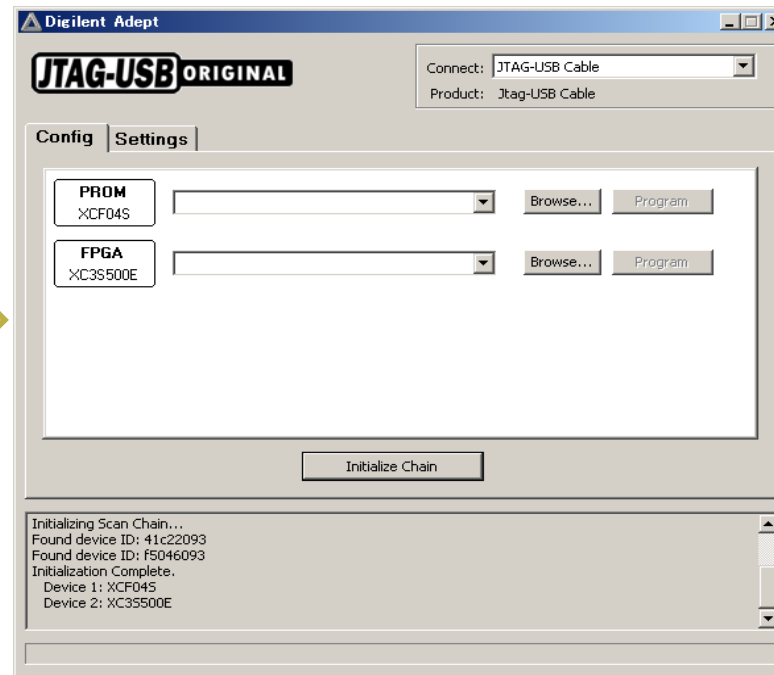 Digilent Adept
JTAG-USB ORIGINAL
Connect: JTAG-USB Cable
Product: Jtag-USB Cable
Config Settings
PROM
XCF04S
Browse... Program
FPGA
XC3S500E
Browse... Program
Initialize Chain
Initializing Scan Chain...
Found device ID: 41c22093
Found device ID: f5046093
Initialization Complete.
Device 1: XCF04S
Device 2: XC3S500E